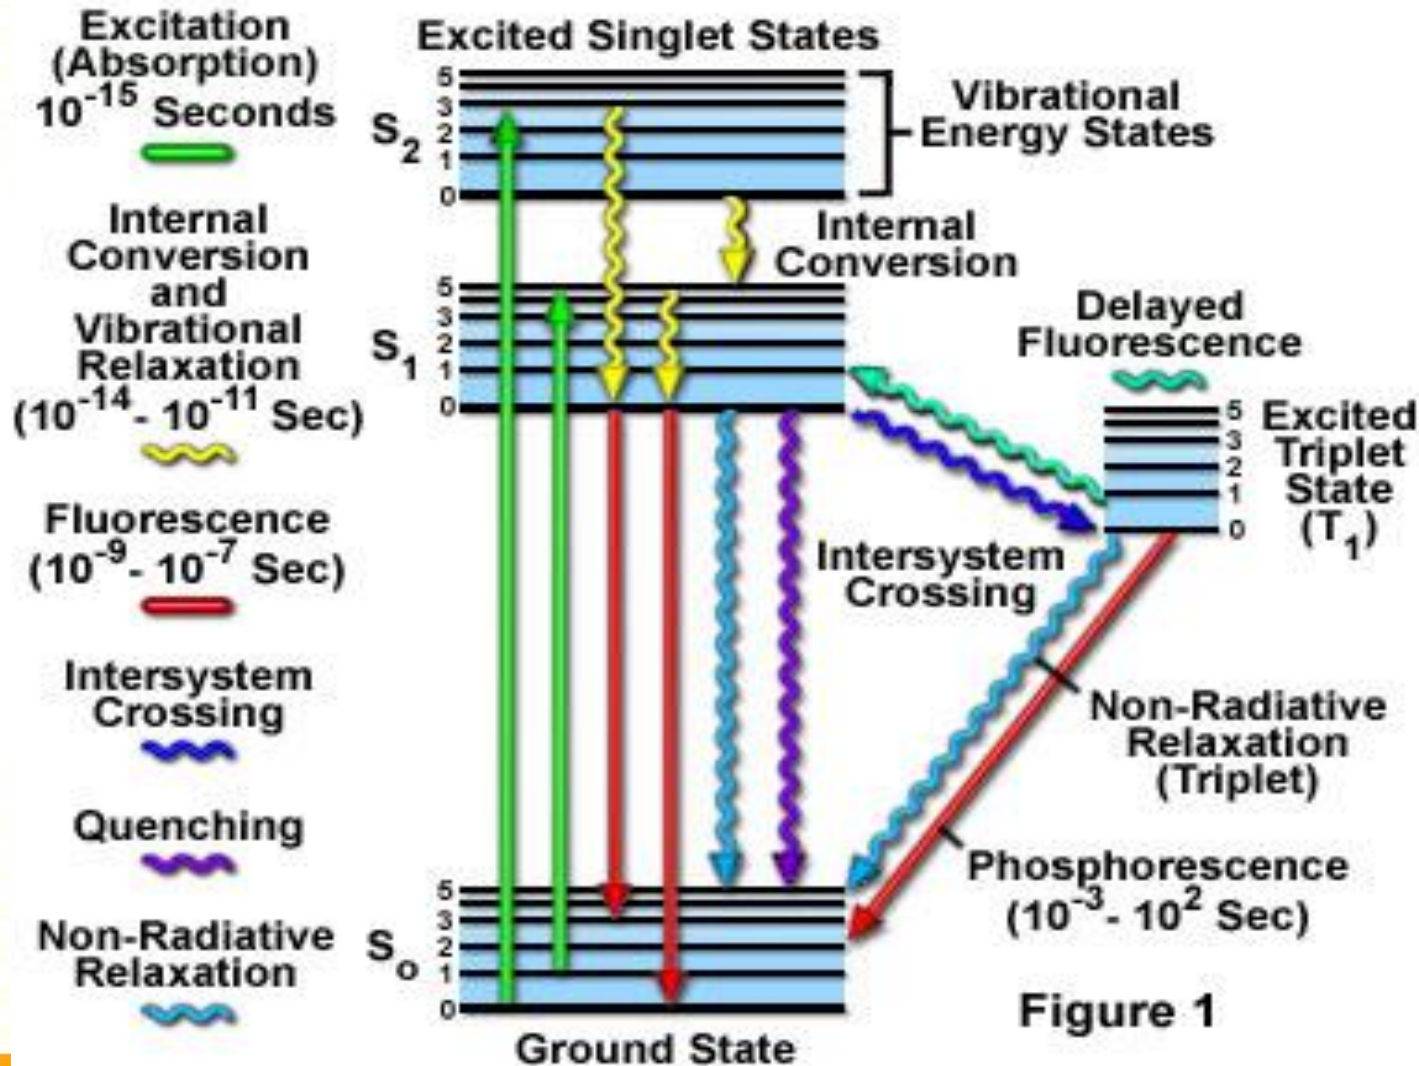 Excitation
(Absorption)
10⁻¹⁵ Seconds
Internal
Conversion
and
Vibrational
Relaxation
(10⁻¹⁴- 10⁻¹¹ Sec)
Fluorescence
(10⁻⁹- 10⁻⁷ Sec)
Intersystem
Crossing
Quenching
Non-Radiative
Relaxation
Excited Singlet States
S₂
5
3
2
1
0
Vibrational
Energy States
Internal
Conversion
S₁
5
3
2
1
0
Delayed
Fluorescence
5
3
2
1
0
Excited
Triplet
State
(T₁)
Intersystem
Crossing
Non-Radiative
Relaxation
(Triplet)
Phosphorescence
(10⁻³- 10² Sec)
Sₒ
5
3
2
1
0
Ground State
Figure 1